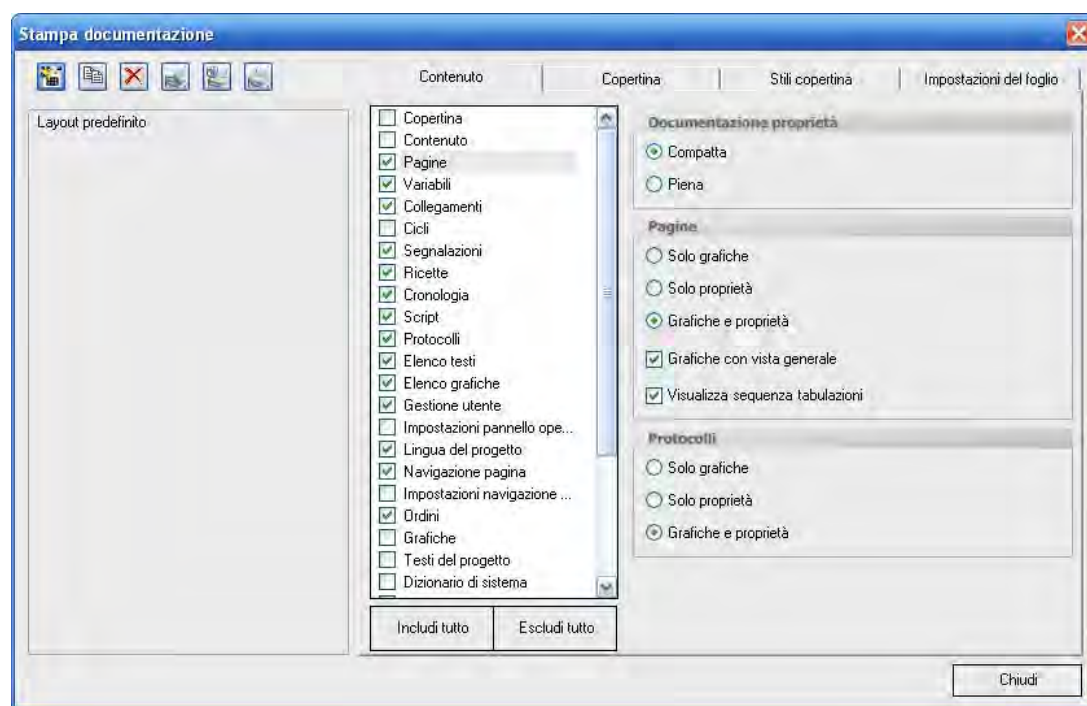 Stampa documentazione
Contenuto
Copertina
Stili copertina
Impostazioni del foglio
Layout predefinito
Copertina
Contenuto
Pagine
Variabili
Collegamenti
Cicli
Segnalazioni
Ricette
Cronologia
Script
Protocolli
Elenco testi
Elenco grafiche
Gestione utente
Impostazioni pannello ope...
Lingua del progetto
Navigazione pagina
Impostazioni navigazione ...
Ordini
Grafiche
Testi del progetto
Dizionario di sistema
Includi tutto
Escludi tutto
Documentazione proprietà
Compatta
Piena
Pagine
Solo grafiche
Solo proprietà
Grafiche e proprietà
Grafiche con vista generale
Visualizza sequenza tabulazioni
Protocolli
Solo grafiche
Solo proprietà
Grafiche e proprietà
Chiudi